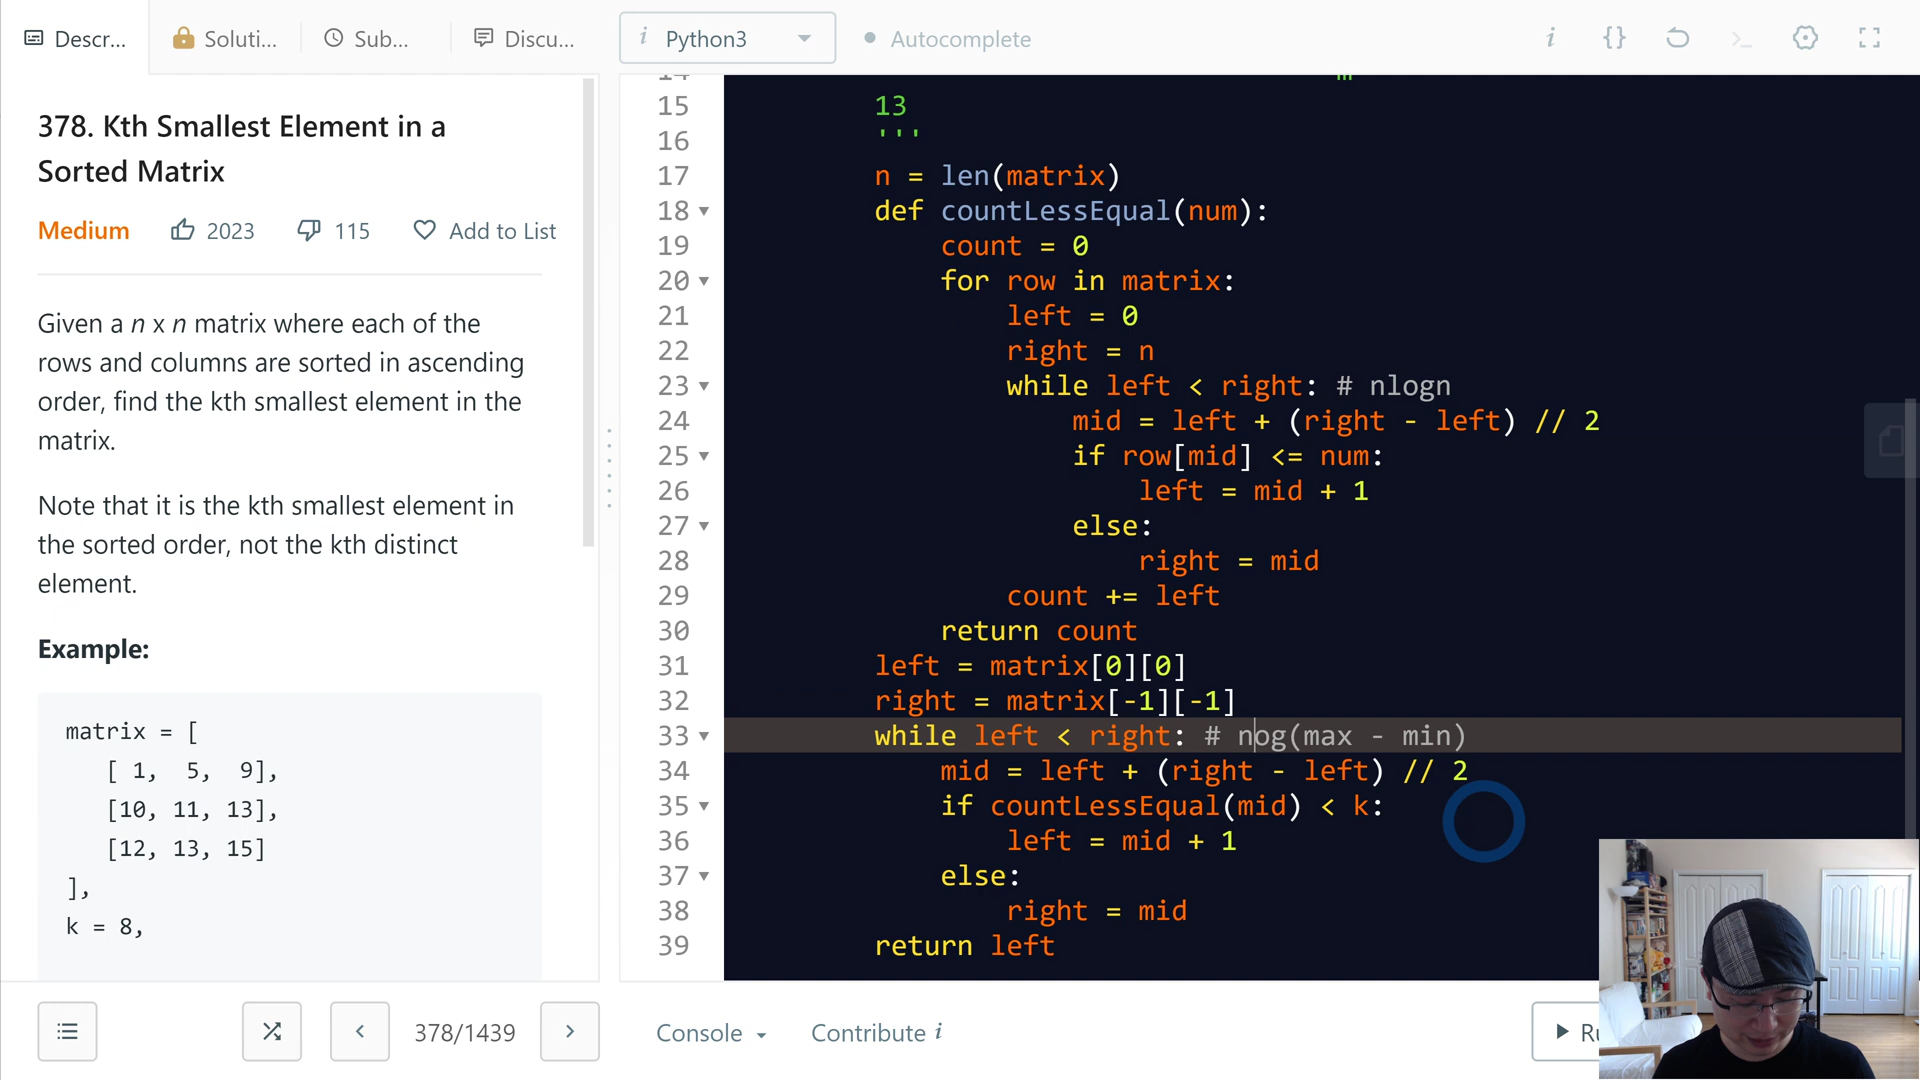 Descr...
Soluti...
Sub...
Discu...
i Python3
Autocomplete
i {}
378. Kth Smallest Element in a
Sorted Matrix
Medium 2023 115 Add to List
Given a n x n matrix where each of the
rows and columns are sorted in ascending
order, find the kth smallest element in the
matrix.
Note that it is the kth smallest element in
the sorted order, not the kth distinct
element.
Example:
matrix = [
[ 1, 5, 9],
[10, 11, 13],
[12, 13, 15]
],
k = 8,
378/1439
14 m
15 13
16 '''
17 n = len(matrix)
18 def countLessEqual(num):
19 count = 0
20 for row in matrix:
21 left = 0
22 right = n
23 while left < right: # nlogn
24 mid = left + (right - left) // 2
25 if row[mid] <= num:
26 left = mid + 1
27 else:
28 right = mid
29 count += left
30 return count
31 left = matrix[0][0]
32 right = matrix[-1][-1]
33 while left < right: # nog(max - min)
34 mid = left + (right - left) // 2
35 if countLessEqual(mid) < k:
36 left = mid + 1
37 else:
38 right = mid
39 return left
Console
Contribute i